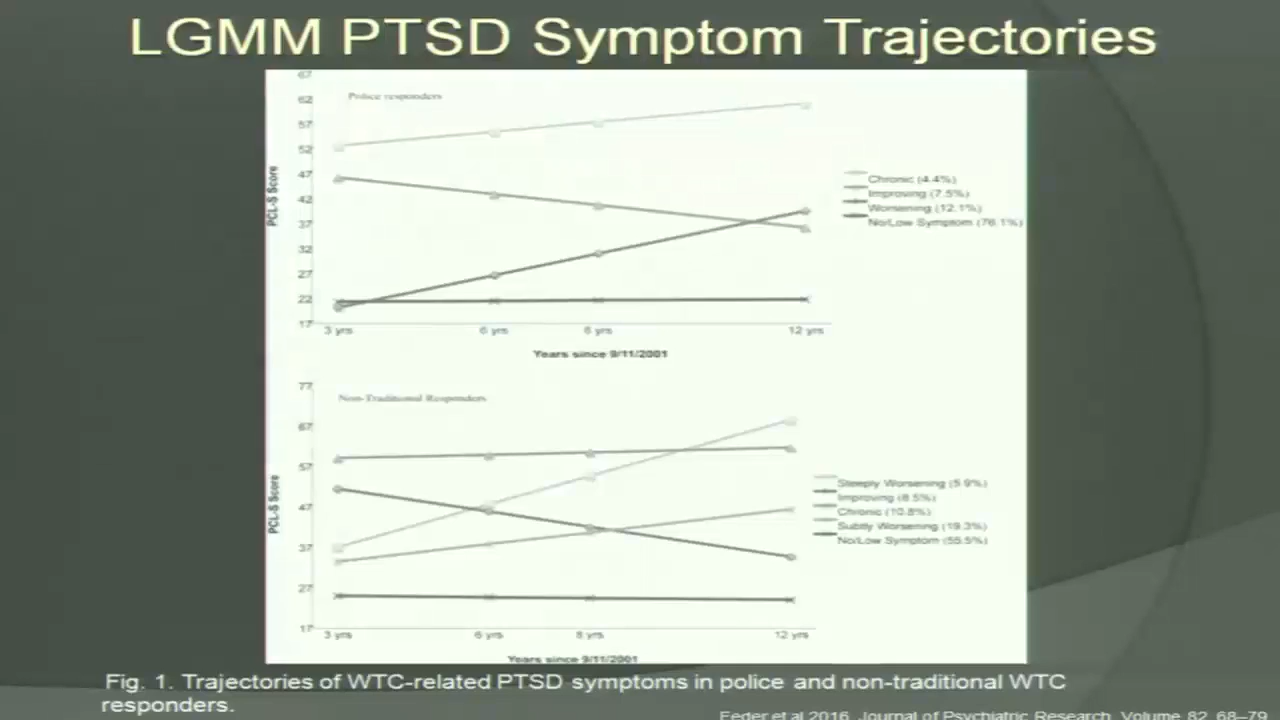 LGMM PTSD Symptom Trajectories
67
Police responders
62
57
52
47
42
37
32
27
22
17
PCL-S Score
3 yrs 6 yrs 8 yrs 12 yrs
Years since 9/11/2001
Chronic (4.4%)
Improving (7.5%)
Worsening (12.1%)
No/Low Symptom (76.1%)
77
Non-Traditional Responders
67
57
47
37
27
17
PCL-S Score
3 yrs 6 yrs 8 yrs 12 yrs
Years since 9/11/2001
Steeply Worsening (5.9%)
Improving (8.5%)
Chronic (10.8%)
Subtly Worsening (19.3%)
No/Low Symptom (55.5%)
Fig. 1. Trajectories of WTC-related PTSD symptoms in police and non-traditional WTC
responders.
Feder et al 2016, Journal of Psychiatric Research, Volume 82, 68–79